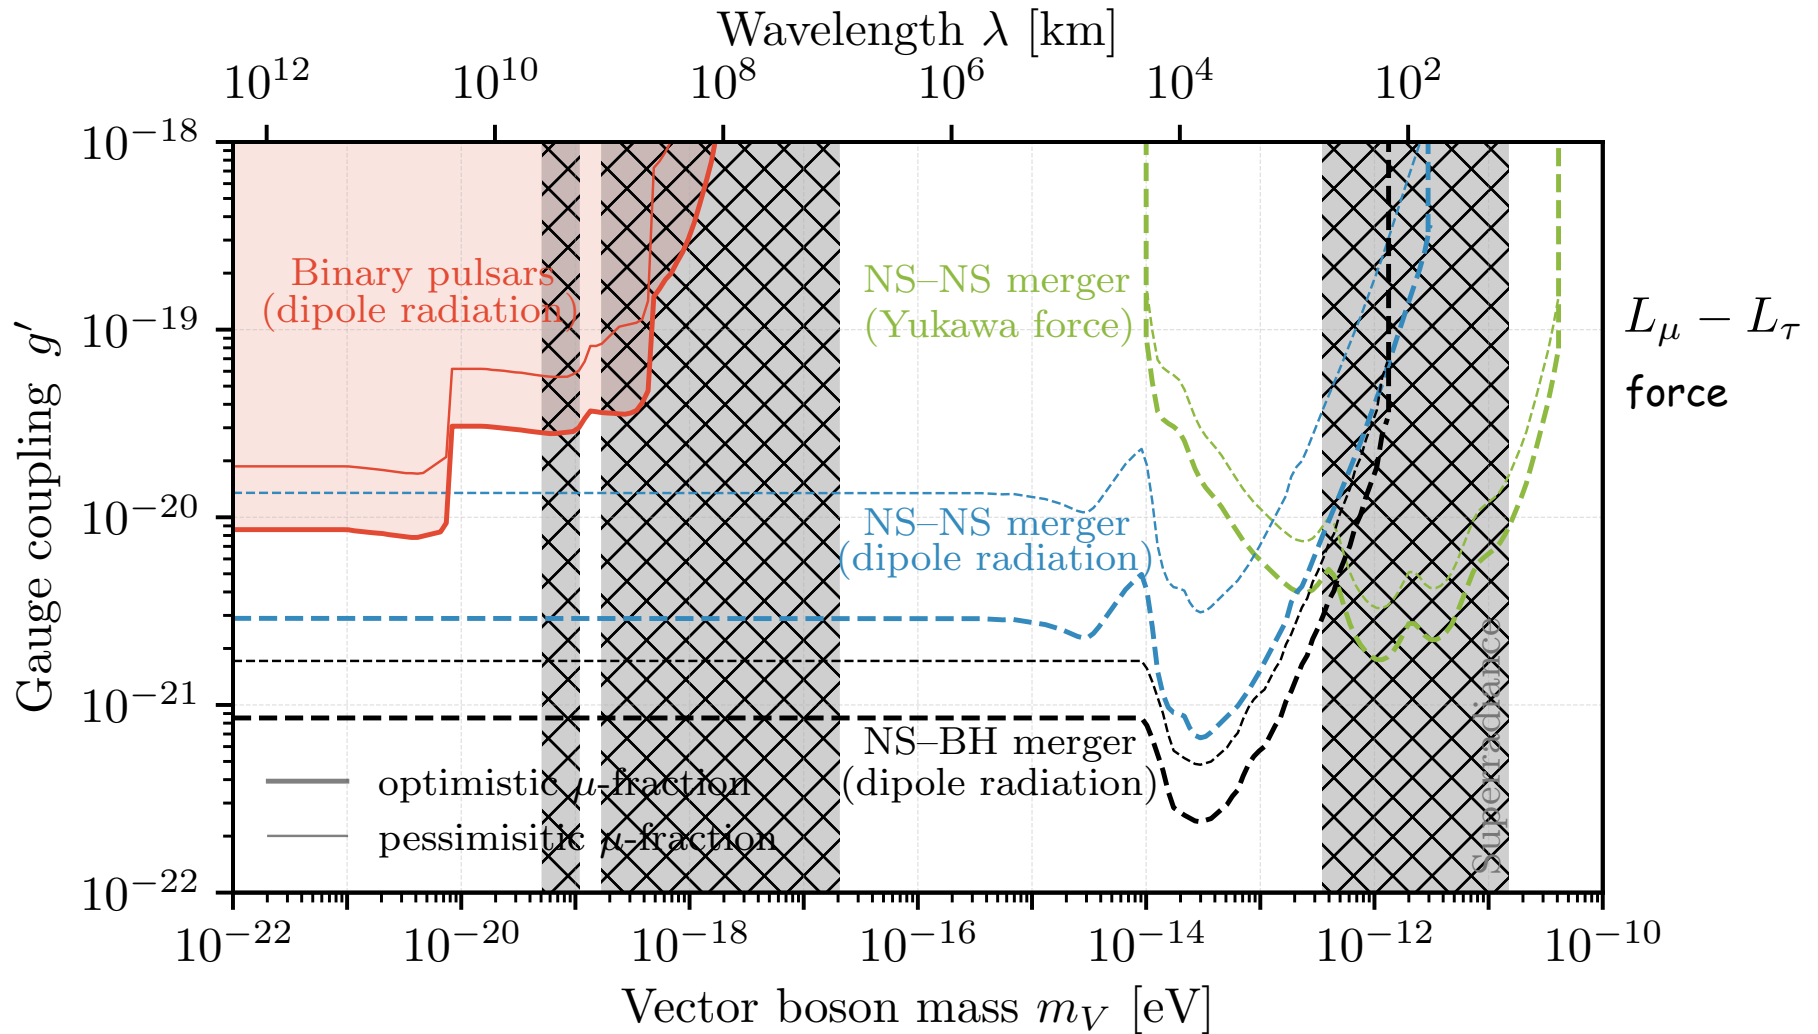 Wavelength λ [km]
10^12 10^10 10^8 10^6 10^4 10^2
10^−18
10^−19
10^−20
10^−21
10^−22
Gauge coupling g′
Binary pulsars
(dipole radiation)
NS–NS merger
(Yukawa force)
NS–NS merger
(dipole radiation)
NS–BH merger
(dipole radiation)
optimistic μ-fraction
pessimisitic μ-fraction
Superradiance
L_μ − L_τ
force
10^−22 10^−20 10^−18 10^−16 10^−14 10^−12 10^−10
Vector boson mass m_V [eV]